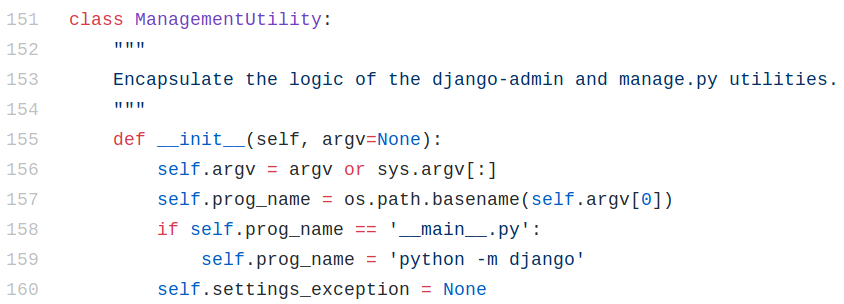 151 class ManagementUtility:
152     """
153     Encapsulate the logic of the django-admin and manage.py utilities.
154     """
155     def __init__(self, argv=None):
156         self.argv = argv or sys.argv[:]
157         self.prog_name = os.path.basename(self.argv[0])
158         if self.prog_name == '__main__.py':
159             self.prog_name = 'python -m django'
160         self.settings_exception = None